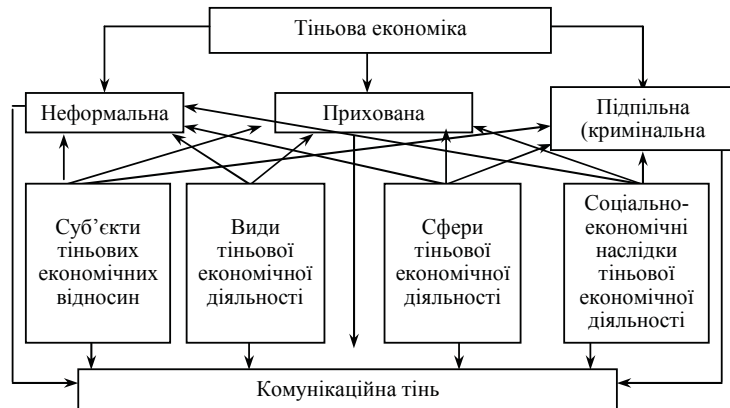 Тіньова економіка
Неформальна
Прихована
Підпільна
(кримінальна
Суб’єкти
тіньових
економічних
відносин
Види
тіньової
економічної
діяльності
Сфери
тіньової
економічної
діяльності
Соціально-
економічні
наслідки
тіньової
економічної
діяльності
Комунікаційна тінь